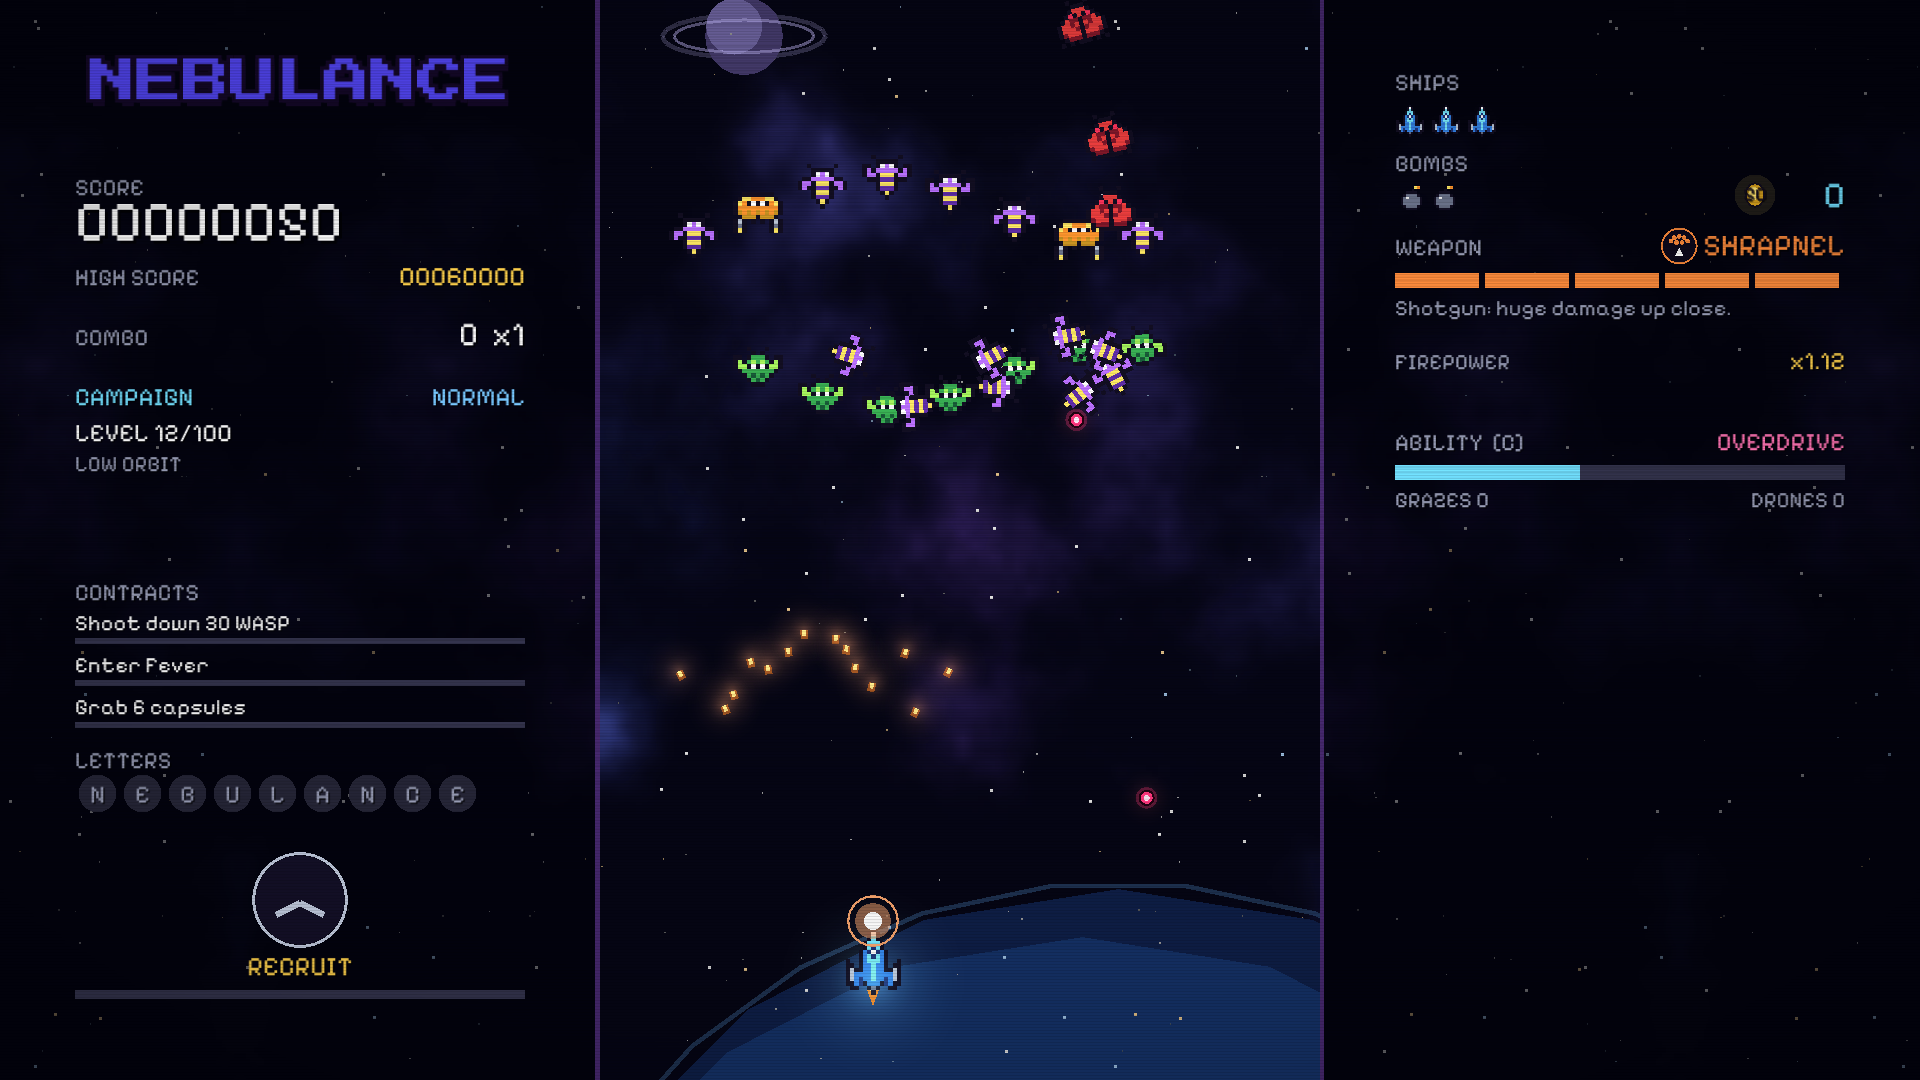 NEBULANCE
SCORE
00000080
HIGH SCORE 00060000
COMBO 0 x1
CAMPAIGN NORMAL
LEVEL 12/100
LOW ORBIT
CONTRACTS
Shoot down 30 WASP
Enter Fever
Grab 6 capsules
LETTERS
N E B U L A N C E
RECRUIT
SHIPS
BOMBS
0
WEAPON SHRAPNEL
Shotgun: huge damage up close.
FIREPOWER x1.12
ABILITY (C) OVERDRIVE
GRAZES 0 DRONES 0